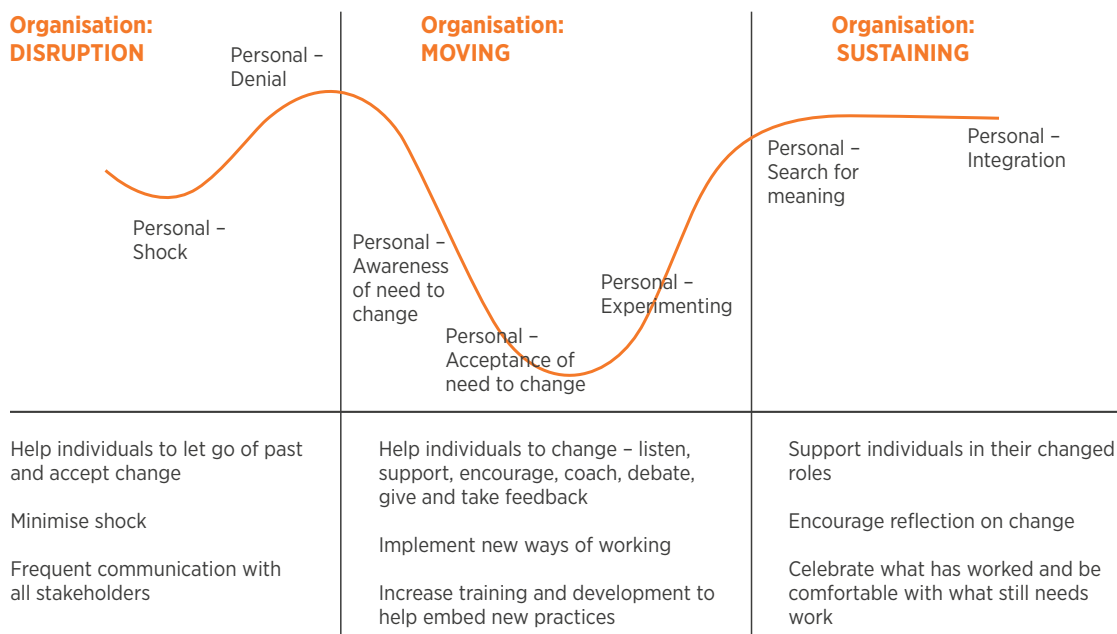 Organisation:
DISRUPTION
Personal –
Denial
Personal –
Shock
Organisation:
MOVING
Personal –
Awareness
of need to
change
Personal –
Acceptance of
need to change
Personal –
Experimenting
Organisation:
SUSTAINING
Personal –
Search for
meaning
Personal –
Integration
Help individuals to let go of past
and accept change
Minimise shock
Frequent communication with
all stakeholders
Help individuals to change – listen,
support, encourage, coach, debate,
give and take feedback
Implement new ways of working
Increase training and development to
help embed new practices
Support individuals in their changed
roles
Encourage reflection on change
Celebrate what has worked and be
comfortable with what still needs
work